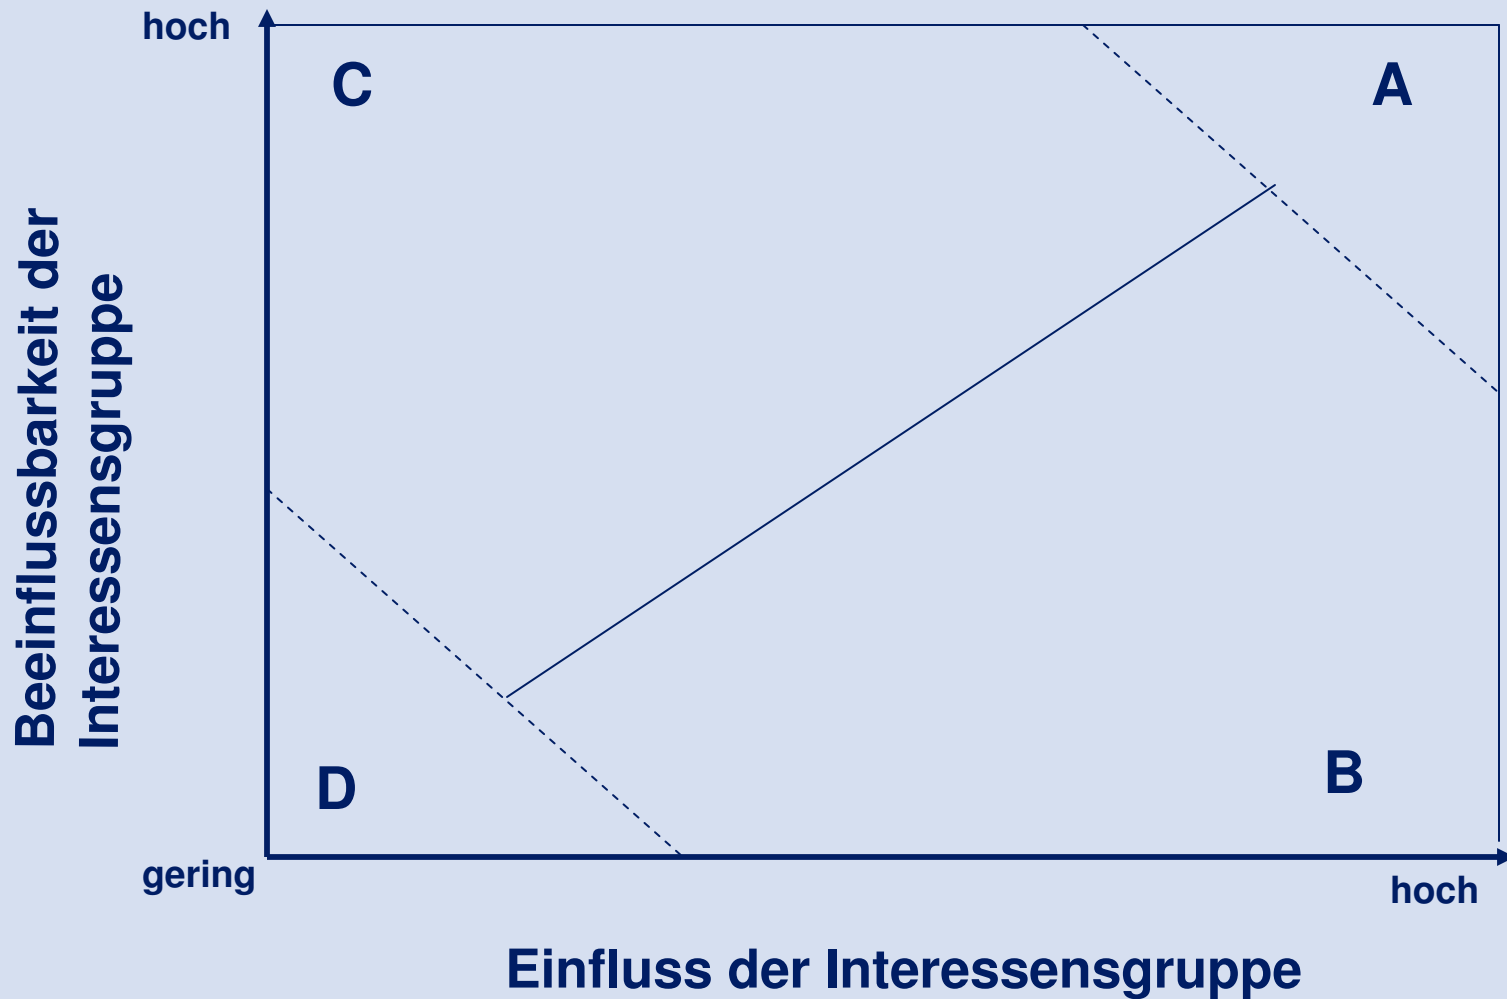 hoch
C
A
Beeinflussbarkeit der
Interessensgruppe
D
B
gering
hoch
Einfluss der Interessensgruppe